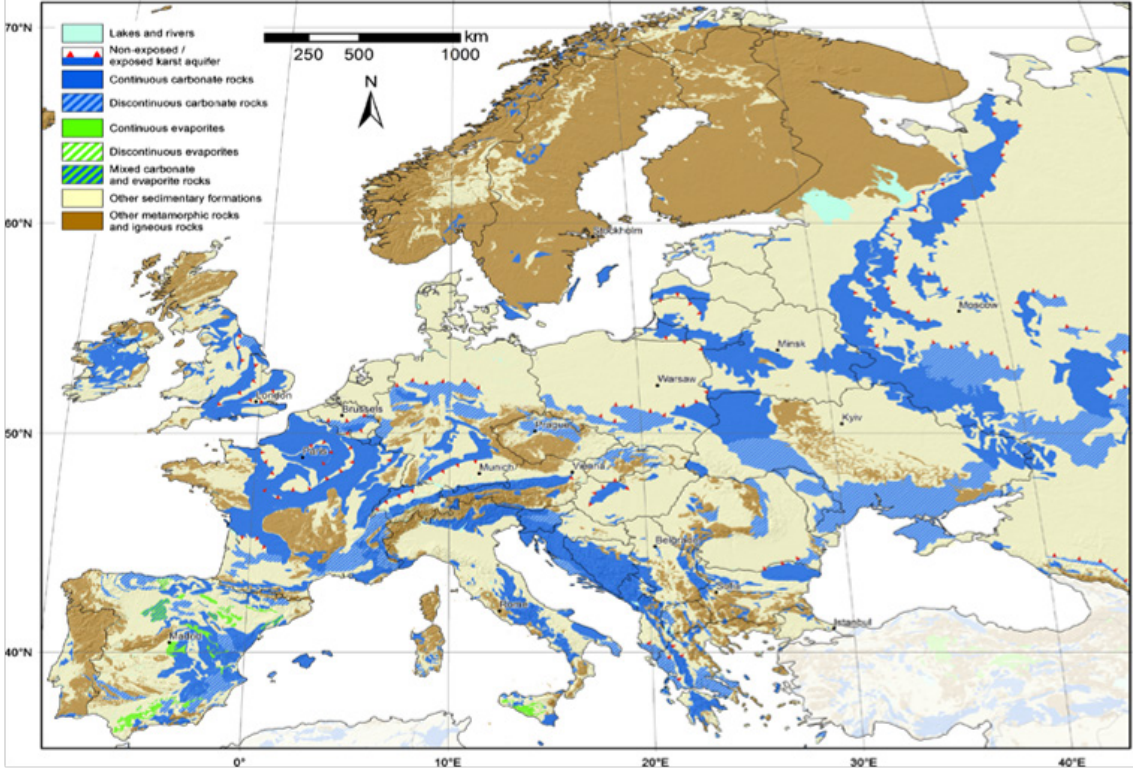 70°N
Lakes and rivers
Non-exposed /
exposed karst aquifer
Continuous carbonate rocks
Discontinuous carbonate rocks
Continuous evaporites
Discontinuous evaporites
Mixed carbonate
and evaporite rocks
Other sedimentary formations
Other metamorphic rocks
and igneous rocks
km
250 500 1000
N
60°N
Stockholm
Moscow
Minsk
Warsaw
London
Brussels
Kyiv
50°N
Prague
Paris
Munich
Vienna
Belgrade
Rome
Istanbul
Madrid
40°N
0°
10°E
20°E
30°E
40°E